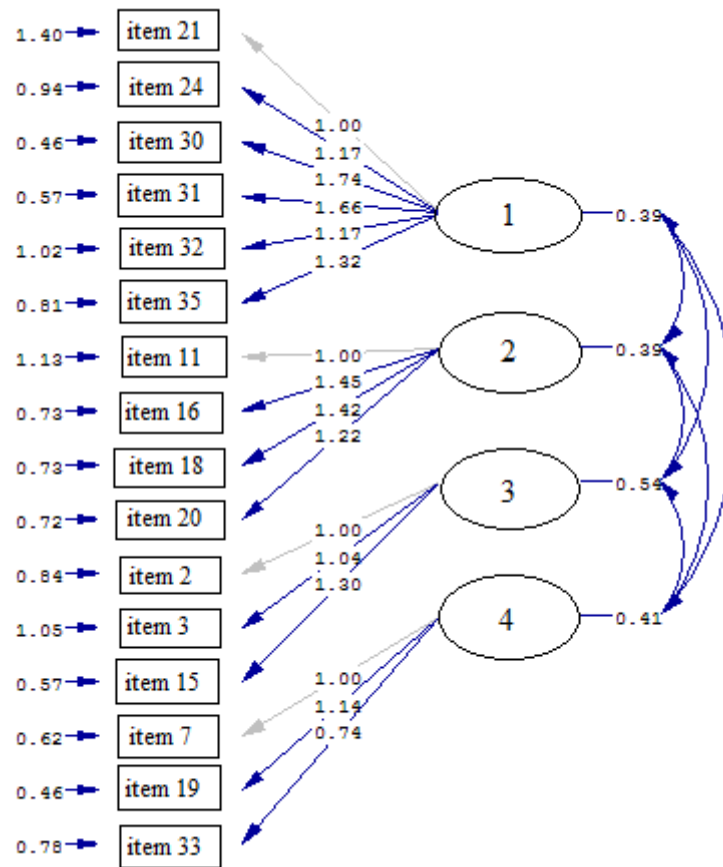 1.40 item 21
0.94 item 24
0.46 item 30
0.57 item 31
1.02 item 32
0.81 item 35
1.13 item 11
0.73 item 16
0.73 item 18
0.72 item 20
0.84 item 2
1.05 item 3
0.57 item 15
0.62 item 7
0.46 item 19
0.78 item 33
1.00
1.17
1.74
1.66
1.17
1.32
1.00
1.45
1.42
1.22
1.00
1.04
1.30
1.00
1.14
0.74
1 0.39
2 0.39
3 0.54
4 0.41